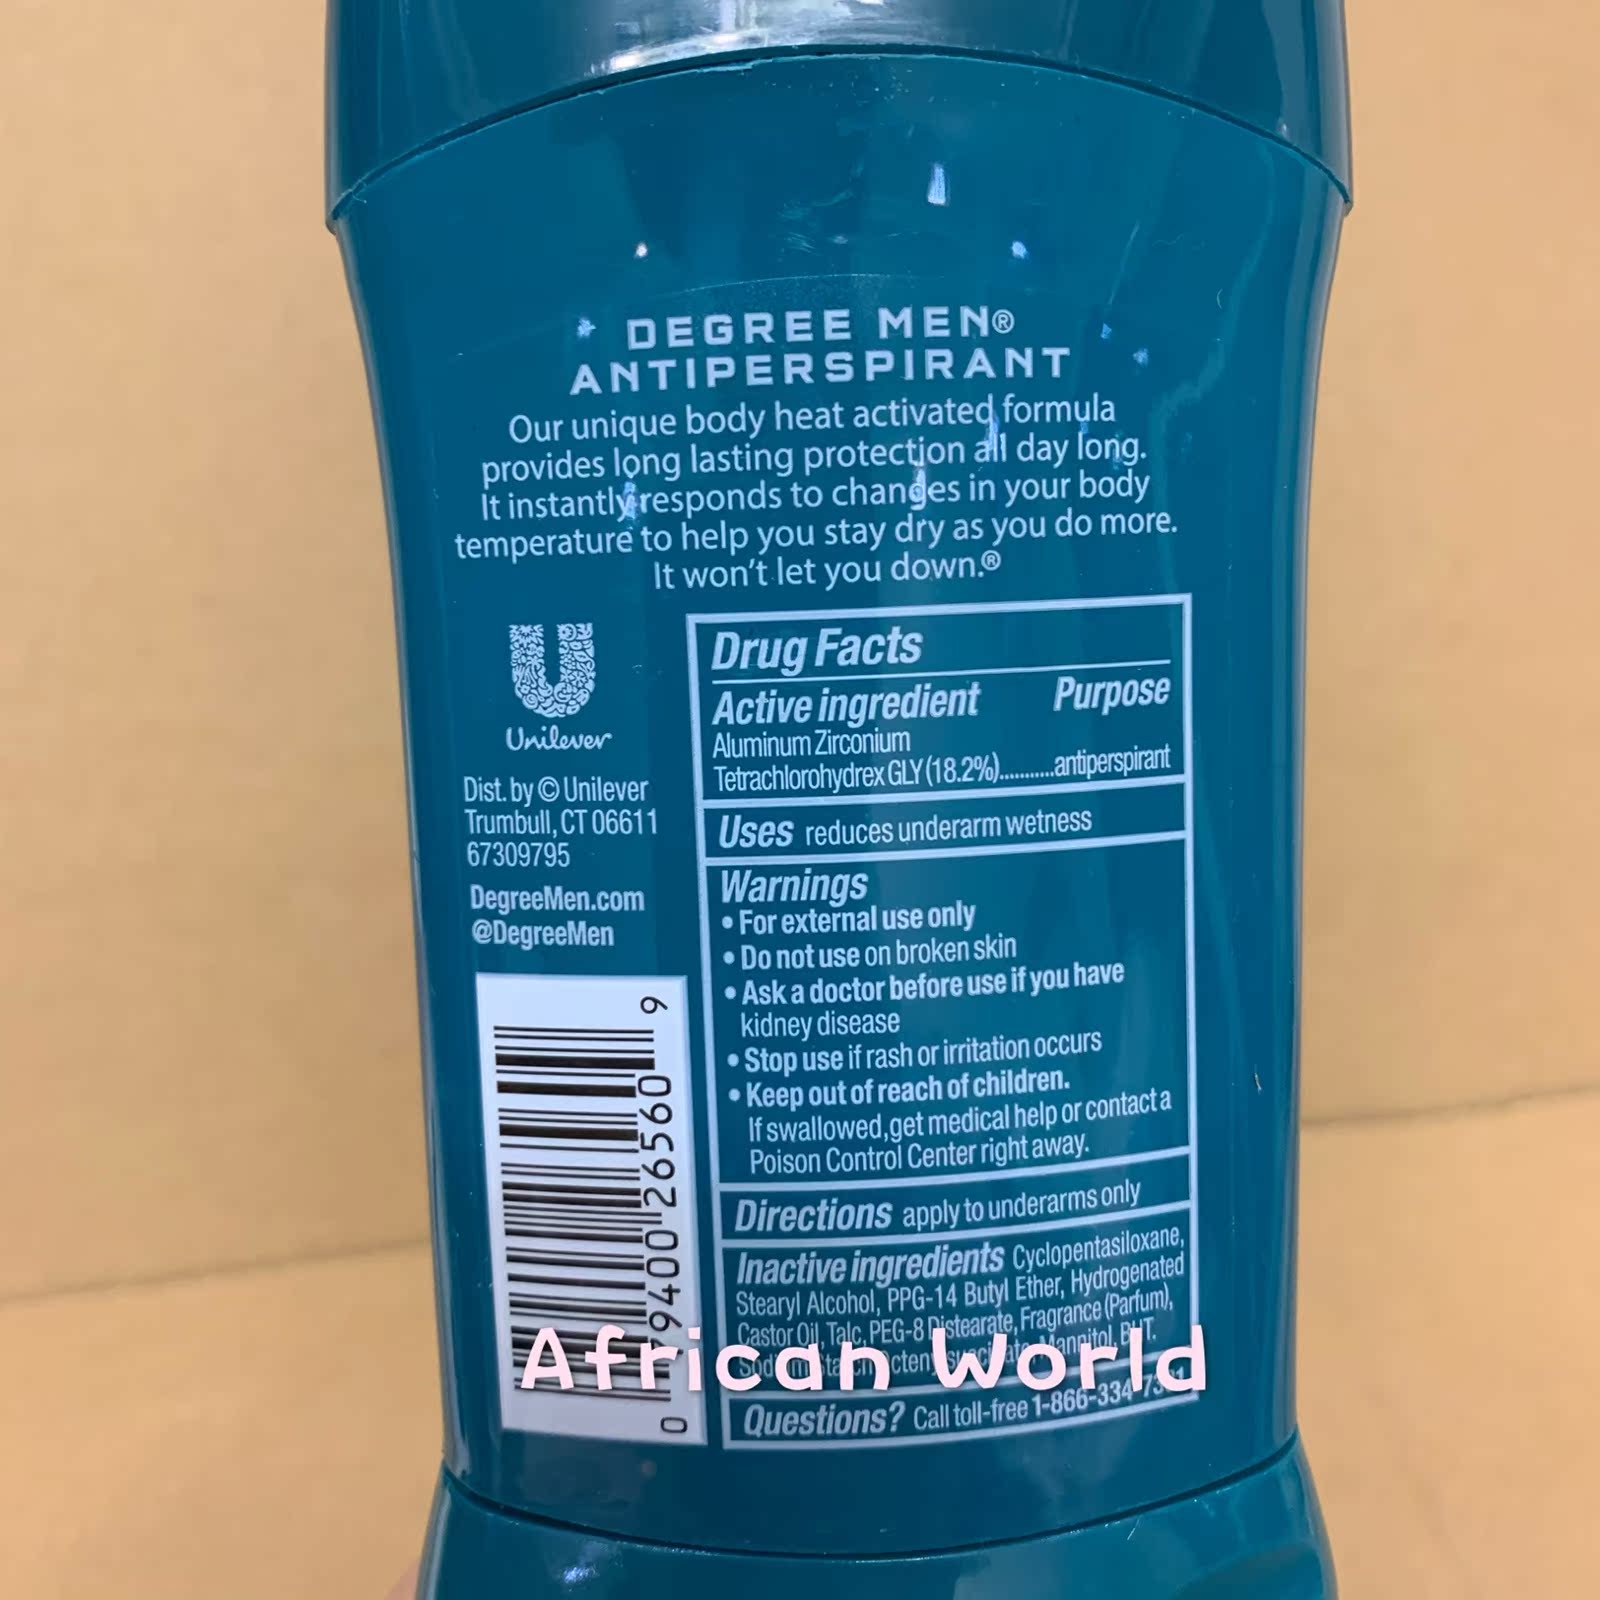 DEGREE MEN®
ANTIPERSPIRANT
Our unique body heat activated formula
provides long lasting protection all day long.
It instantly responds to changes in your body
temperature to help you stay dry as you do more.
It won't let you down.®
Unilever
Dist. by © Unilever
Trumbull, CT 06611
67309795
DegreeMen.com
@DegreeMen
0 79400 26560 9
Drug Facts
Active ingredient Purpose
Aluminum Zirconium
Tetrachlorohydrex GLY (18.2%)...........antiperspirant
Uses reduces underarm wetness
Warnings
• For external use only
• Do not use on broken skin
• Ask a doctor before use if you have
kidney disease
• Stop use if rash or irritation occurs
• Keep out of reach of children.
If swallowed,get medical help or contact a
Poison Control Center right away.
Directions apply to underarms only
Inactive ingredients Cyclopentasiloxane,
Stearyl Alcohol, PPG-14 Butyl Ether, Hydrogenated
Castor Oil, Talc, PEG-8 Distearate, Fragrance (Parfum),
Mannitol, BHT.
Questions? Call toll-free 1-866-334-
African World